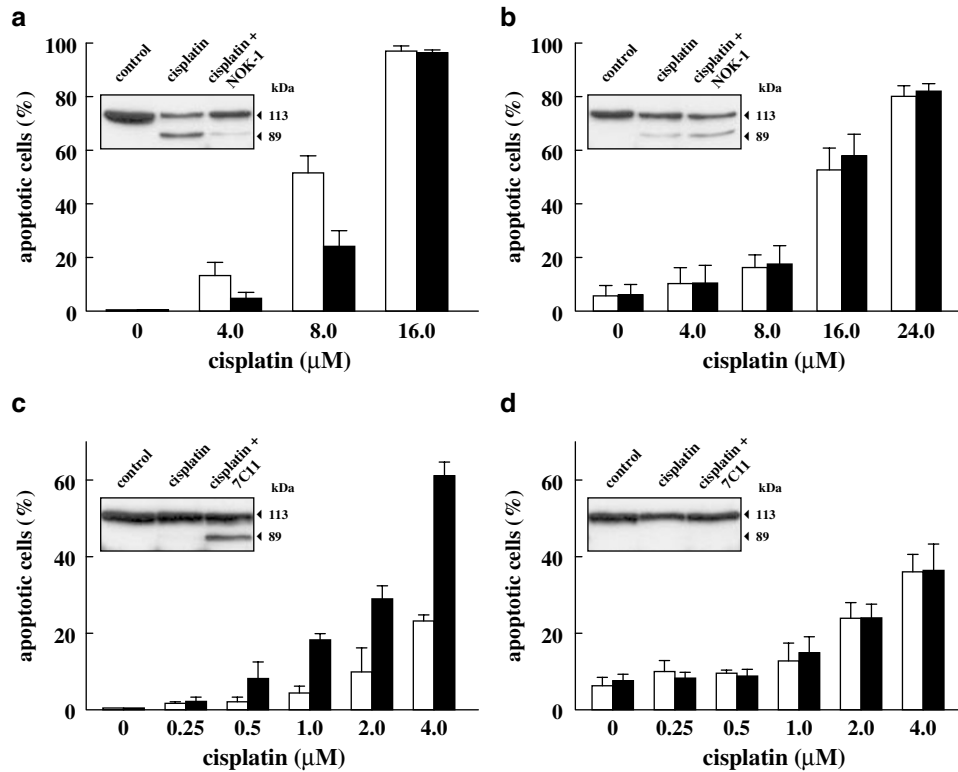 a
control
cisplatin
cisplatin +
NOK-1
kDa
113
89
apoptotic cells (%)
100
80
60
40
20
0
0 4.0 8.0 16.0
cisplatin (μM)
b
control
cisplatin
cisplatin +
NOK-1
kDa
113
89
apoptotic cells (%)
100
80
60
40
20
0
0 4.0 8.0 16.0 24.0
cisplatin (μM)
c
control
cisplatin
cisplatin +
7C11
kDa
113
89
apoptotic cells (%)
60
40
20
0
0 0.25 0.5 1.0 2.0 4.0
cisplatin (μM)
d
control
cisplatin
cisplatin +
7C11
kDa
113
89
apoptotic cells (%)
60
40
20
0
0 0.25 0.5 1.0 2.0 4.0
cisplatin (μM)